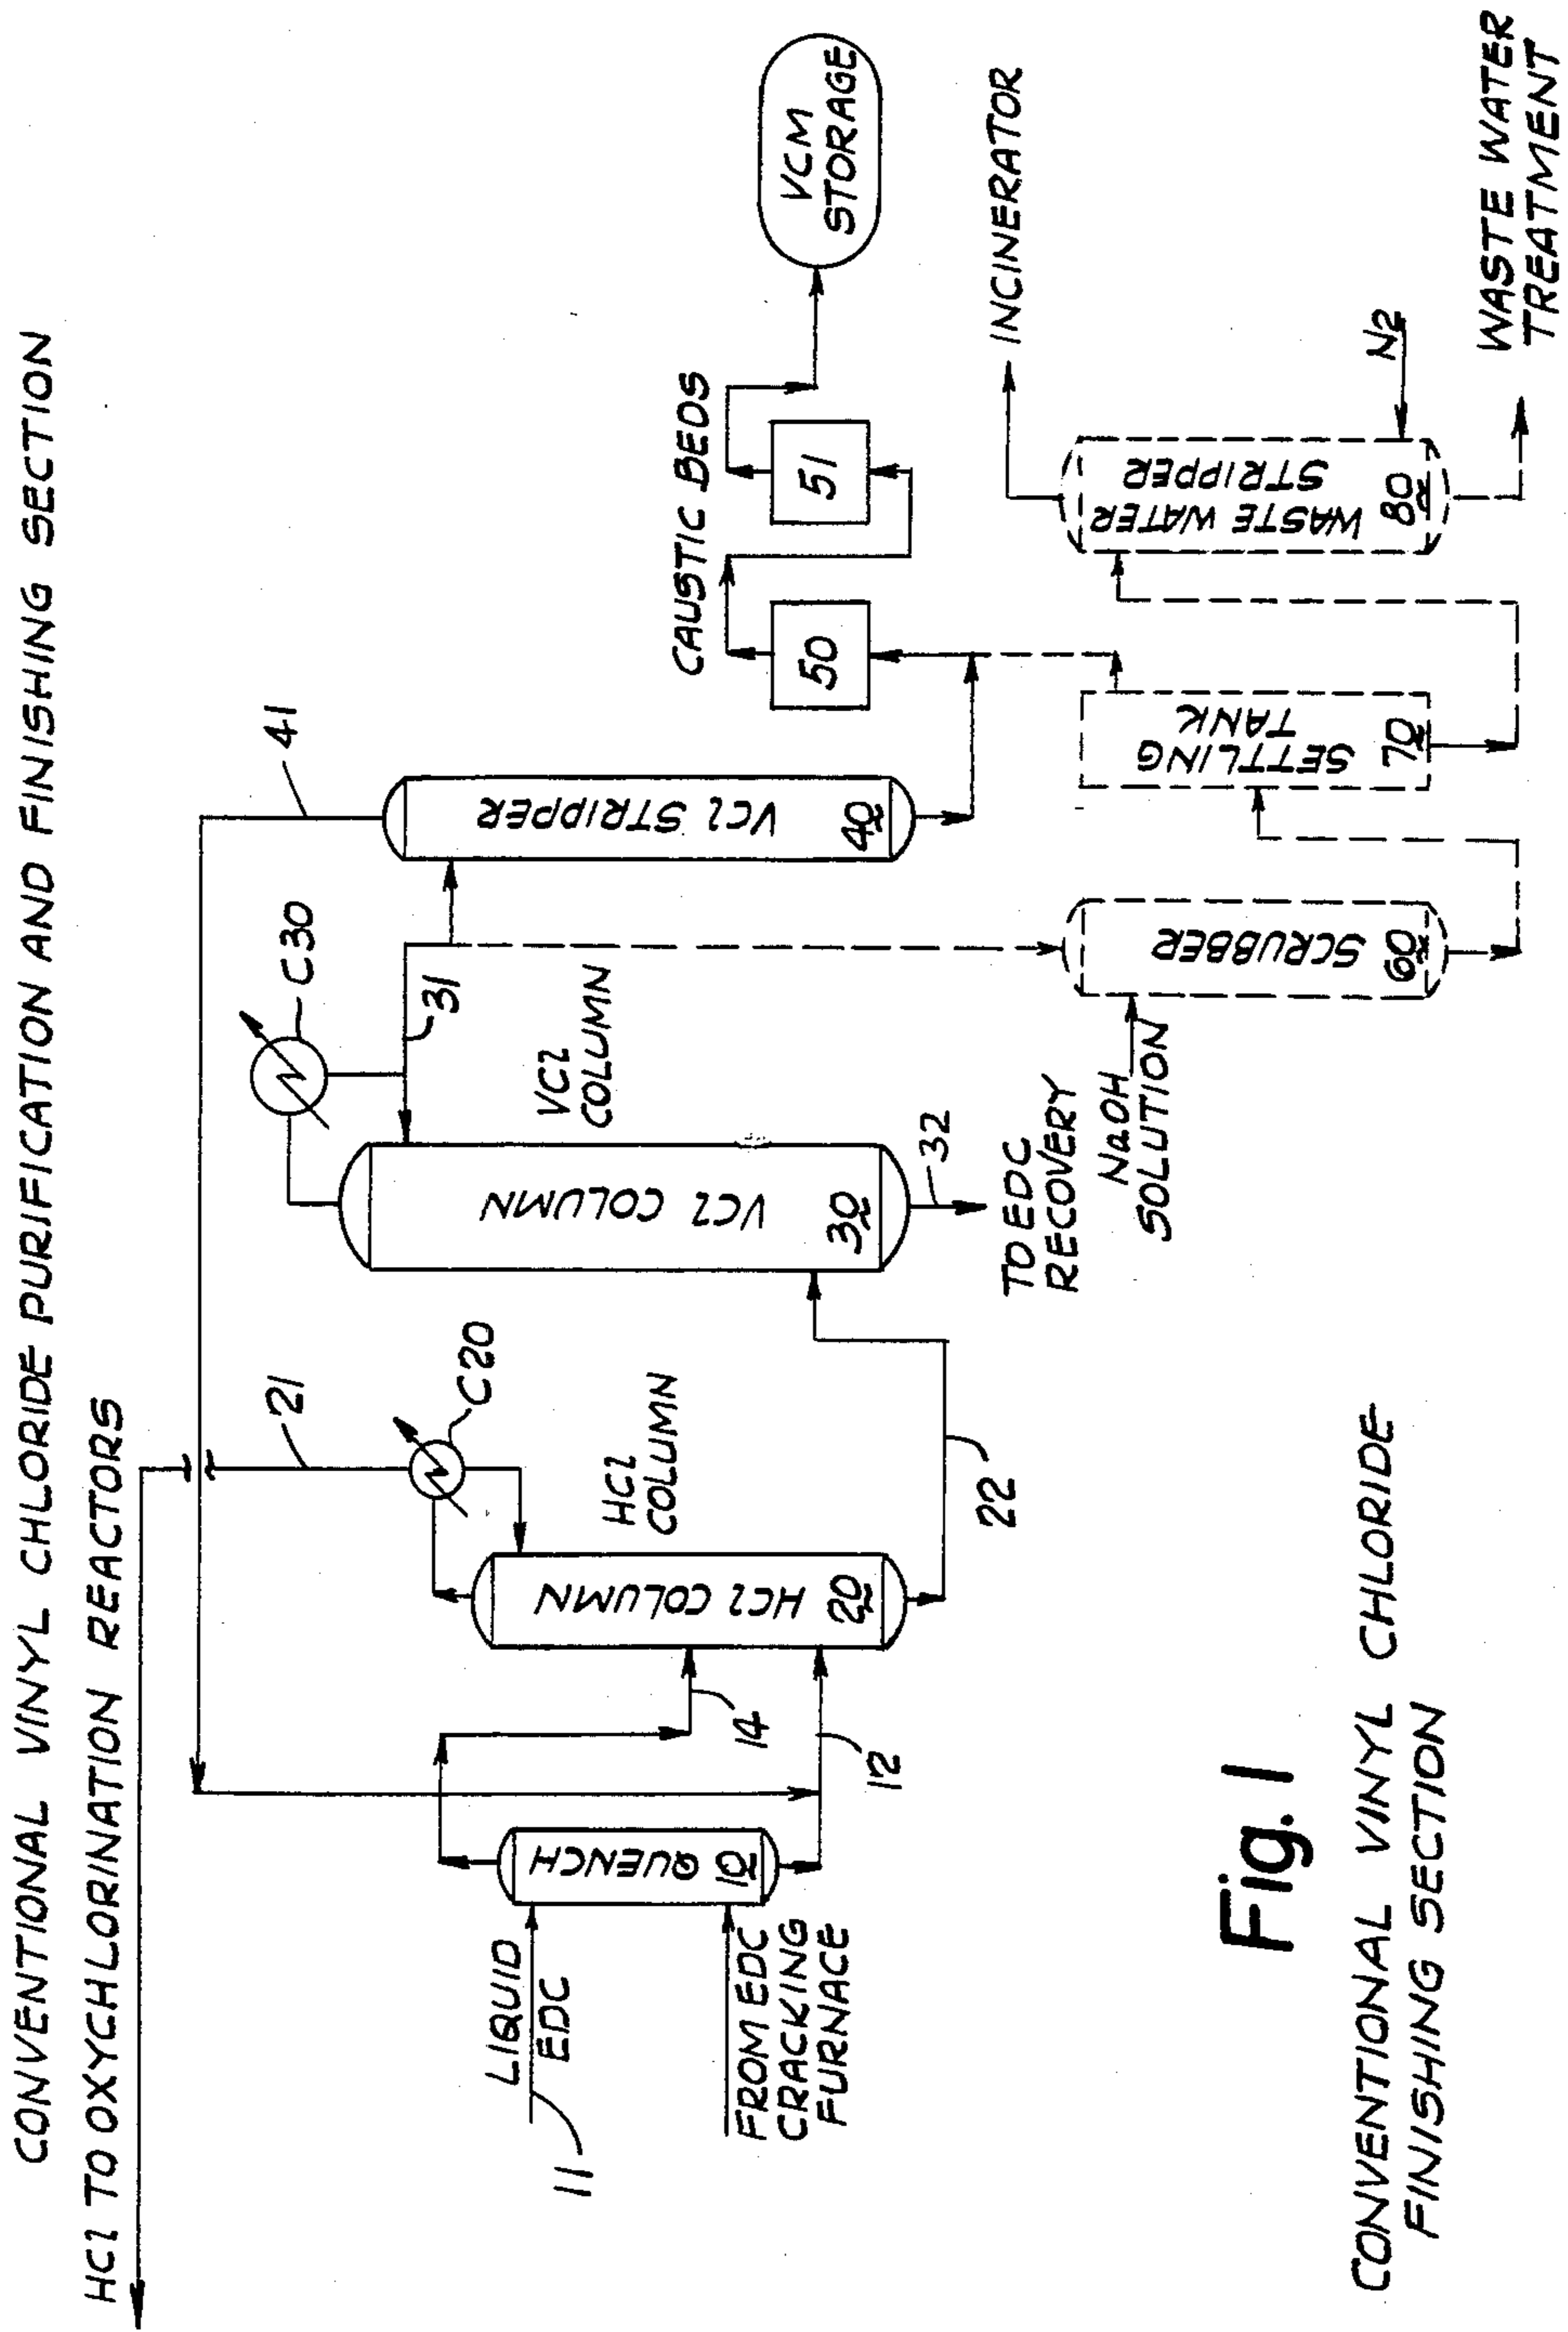 CONVENTIONAL VINYL CHLORIDE PURIFICATION AND FINISHING SECTION
HCl TO OXYCHLORINATION REACTORS
21
C20
C30
31
41
HCl
COLUMN
VCl
COLUMN
LIQUID
EDC
11
FROM EDC
CRACKING
FURNACE
QUENCH
10
14
12
HCl COLUMN
20
22
VCl COLUMN
30
32
TO EDC
RECOVERY
VCl STRIPPER
40
CAUSTIC BEDS
50
51
VCM
STORAGE
NaOH
SOLUTION
SCRUBBER
60
SETTLING
TANK
70
WASTE WATER
STRIPPER
80
N2
INCINERATOR
WASTE WATER
TREATMENT
Fig. 1
CONVENTIONAL VINYL CHLORIDE
FINISHING SECTION